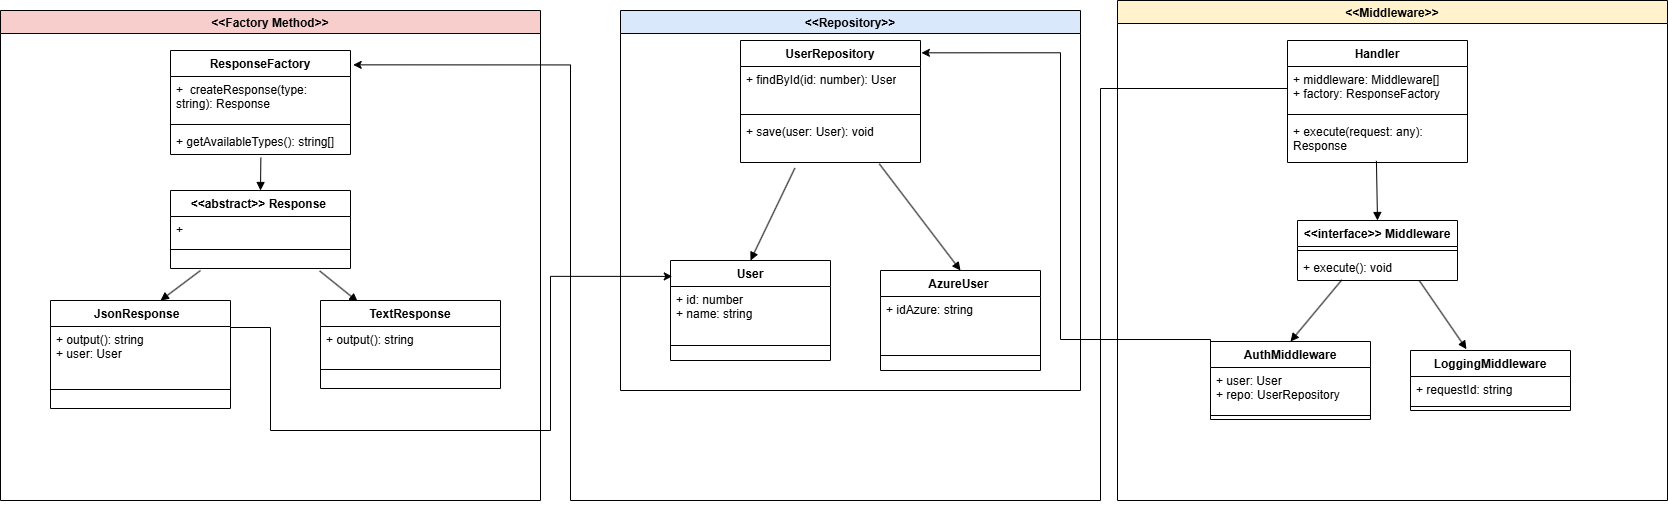 <<Factory Method>>
ResponseFactory
+  createResponse(type:
string): Response
+ getAvailableTypes(): string[]
<<abstract>> Response
+
JsonResponse
+ output(): string
+ user: User
TextResponse
+ output(): string
<<Repository>>
UserRepository
+ findById(id: number): User
+ save(user: User): void
User
+ id: number
+ name: string
AzureUser
+ idAzure: string
<<Middleware>>
Handler
+ middleware: Middleware[]
+ factory: ResponseFactory
+ execute(request: any):
Response
<<interface>> Middleware
+ execute(): void
AuthMiddleware
+ user: User
+ repo: UserRepository
LoggingMiddleware
+ requestId: string